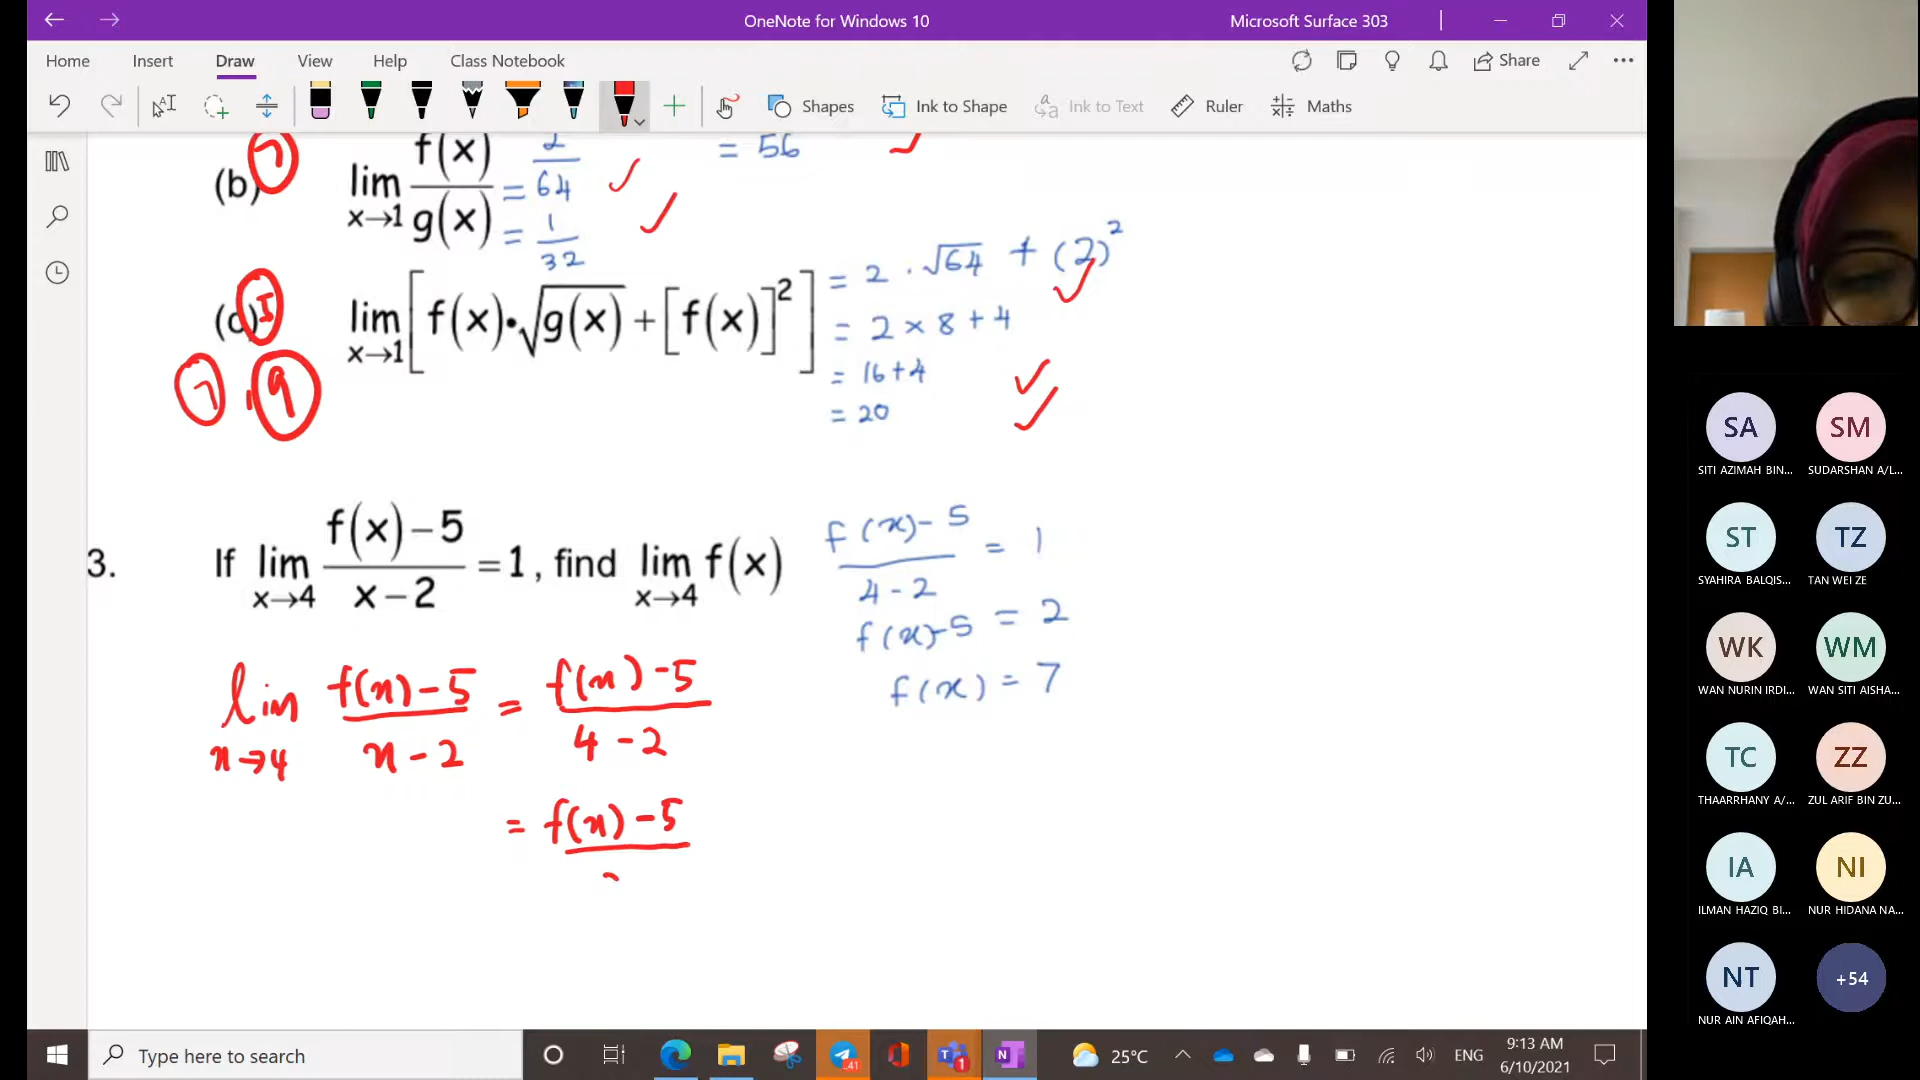 OneNote for Windows 10
Microsoft Surface 303
Home Insert Draw View Help Class Notebook
Share
Shapes Ink to Shape Ink to Text Ruler Maths
= 56
(b) 7 lim x→1 f(x)/g(x) = 2/64
= 1/32
(c) 5 lim x→1 [f(x)•√g(x) + [f(x)]²] = 2 · √64 + (2)²
= 2 × 8 + 4
7, 9
= 16 + 4
= 20
3. If lim x→4 f(x)−5/x−2 = 1, find lim x→4 f(x)
f(x) - 5 / 4 - 2 = 1
f(x) - 5 = 2
f(x) = 7
lim x→4 f(x) - 5 / x - 2 = f(x) - 5 / 4 - 2
= f(x) - 5
SA SM
SITI AZIMAH BIN... SUDARSHAN A/L...
ST TZ
SYAHIRA BALQIS... TAN WEI ZE
WK WM
WAN NURIN IRDI... WAN SITI AISHA...
TC ZZ
THAARRHANY A/... ZUL ARIF BIN ZU...
IA NI
ILMAN HAZIQ BI... NUR HIDANA NA...
NT +54
NUR AIN AFIQAH...
Type here to search
41
1
25°C
ENG
9:13 AM
6/10/2021